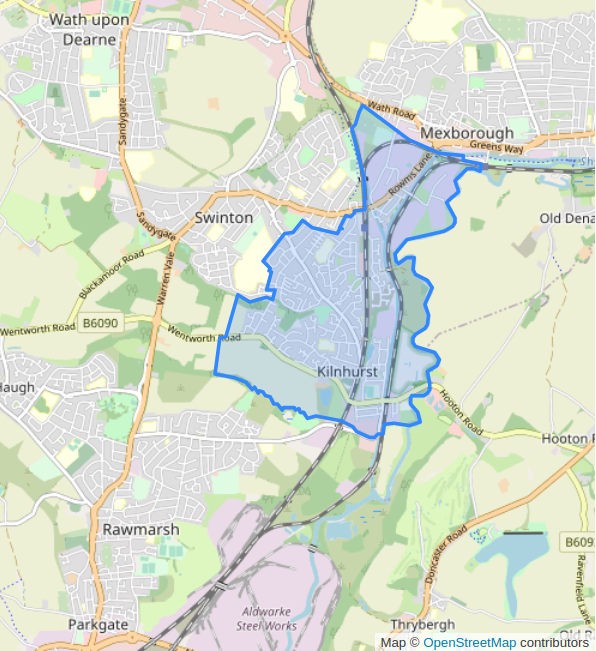 Wath upon
Dearne
Wath Road
Mexborough
Greens Way
Sh
Sandygate
Rowms Lane
Swinton
Old Dena
Sandygate
Blackamoor Road
Warren Vale
Wentworth Road
B6090
Wentworth Road
Kilnhurst
Haugh
Hooton Road
Hooton R
Rawmarsh
Doncaster Road
B609
Ravenfield Lane
Aldwarke
Steel Works
Parkgate
Thrybergh
Old R
Map © OpenStreetMap contributors